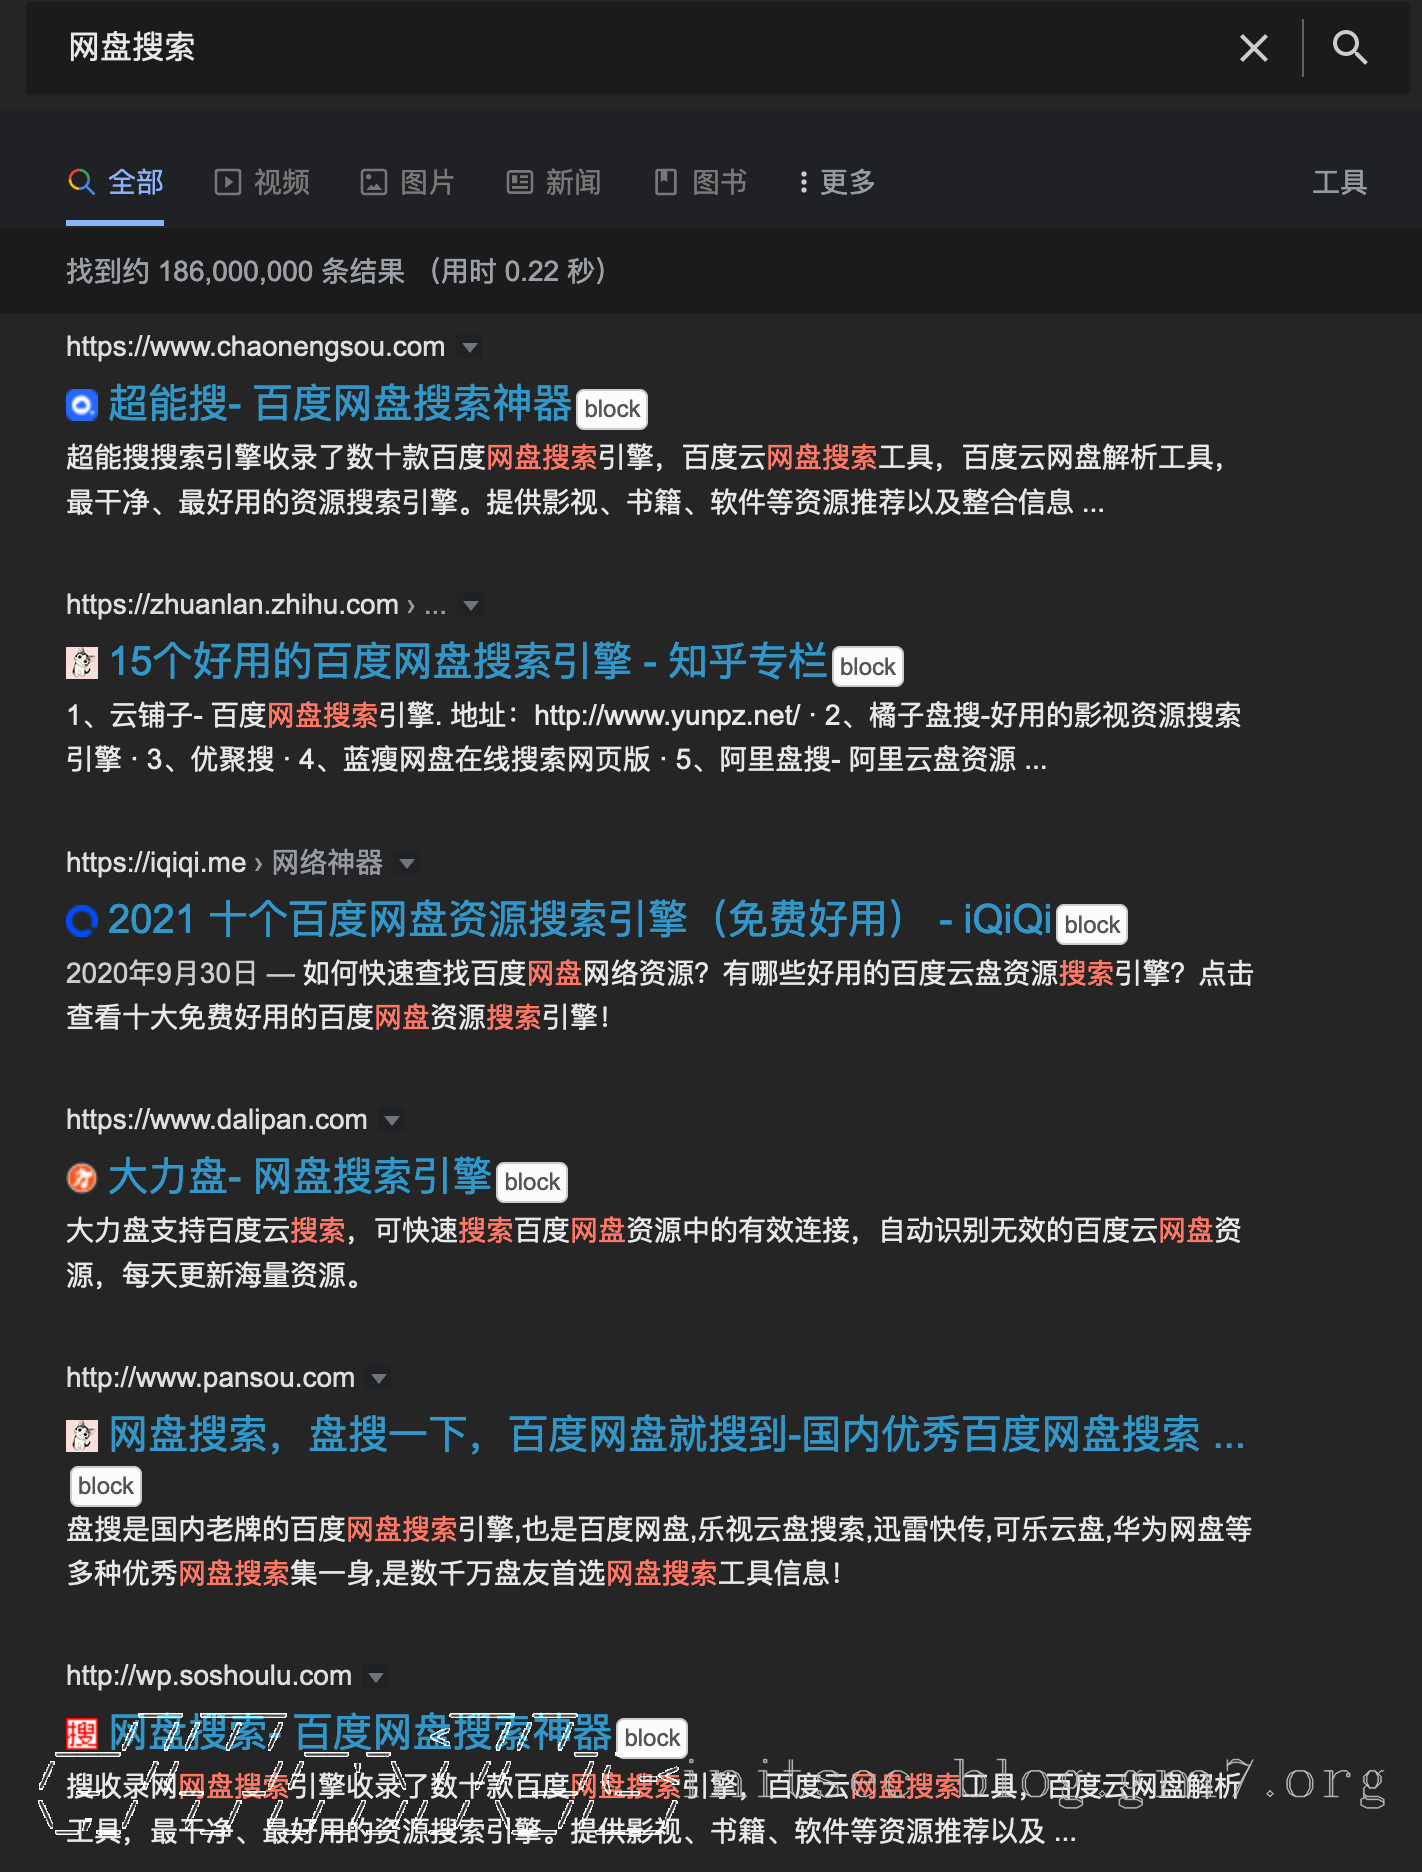 网盘搜索
全部 视频 图片 新闻 图书 更多 工具
找到约 186,000,000 条结果 （用时 0.22 秒）
https://www.chaonengsou.com
超能搜- 百度网盘搜索神器 block
超能搜搜索引擎收录了数十款百度网盘搜索引擎，百度云网盘搜索工具，百度云网盘解析工具，
最干净、最好用的资源搜索引擎。提供影视、书籍、软件等资源推荐以及整合信息 ...
https://zhuanlan.zhihu.com › ...
15个好用的百度网盘搜索引擎 - 知乎专栏 block
1、云铺子- 百度网盘搜索引擎. 地址：http://www.yunpz.net/ · 2、橘子盘搜-好用的影视资源搜索
引擎 · 3、优聚搜 · 4、蓝瘦网盘在线搜索网页版 · 5、阿里盘搜- 阿里云盘资源 ...
https://iqiqi.me › 网络神器
2021 十个百度网盘资源搜索引擎（免费好用） - iQiQi block
2020年9月30日 — 如何快速查找百度网盘网络资源？有哪些好用的百度云盘资源搜索引擎？点击
查看十大免费好用的百度网盘资源搜索引擎！
https://www.dalipan.com
大力盘- 网盘搜索引擎 block
大力盘支持百度云搜索，可快速搜索百度网盘资源中的有效连接，自动识别无效的百度云网盘资
源，每天更新海量资源。
http://www.pansou.com
网盘搜索，盘搜一下，百度网盘就搜到-国内优秀百度网盘搜索 ...
block
盘搜是国内老牌的百度网盘搜索引擎,也是百度网盘,乐视云盘搜索,迅雷快传,可乐云盘,华为网盘等
多种优秀网盘搜索集一身,是数千万盘友首选网盘搜索工具信息！
http://wp.soshoulu.com
搜 网盘搜索- 百度网盘搜索神器 block
搜收录网网盘搜索引擎收录了数十款百度网盘搜索引擎，百度云网盘搜索工具，百度云网盘解析
工具，最干净、最好用的资源搜索引擎。提供影视、书籍、软件等资源推荐以及 ...
initsec blog.gm7.org